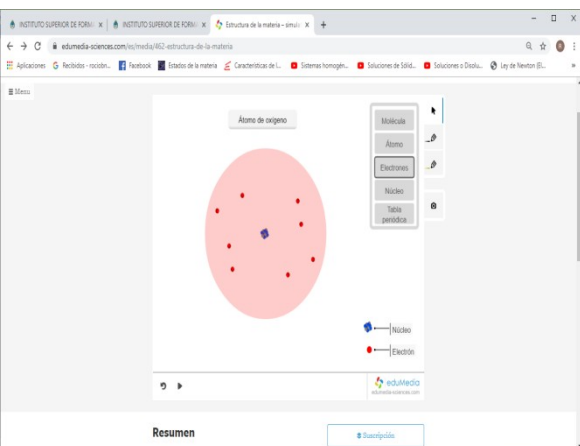 INSTITUTO SUPERIOR DE FORM
INSTITUTO SUPERIOR DE FORM
Estructura de la materia – simula
edumedia-sciences.com/es/media/462-estructura-de-la-materia
Aplicaciones
Recibidos - rociobn...
Facebook
Estados de la materia
Características de l...
Sistemas homogén...
Soluciones de Sólid...
Soluciones o Disolu...
Ley de Newton (El...
Menu
Átomo de oxígeno
Molécula
Átomo
Electrones
Núcleo
Tabla
periódica
Núcleo
Electrón
eduMedia
edumedia-sciences.com
Resumen
Suscripción